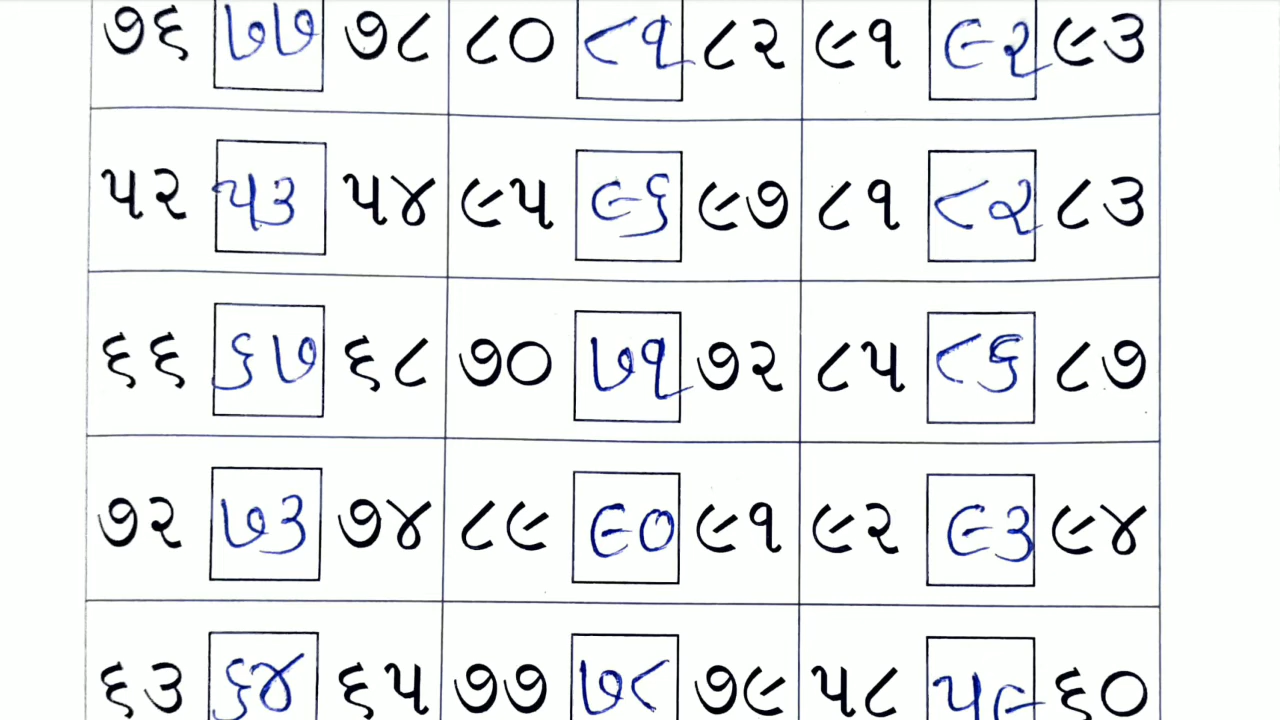 ૭૬ ૭૭ ૭૮ ૮૦ ૮૧ ૮૨ ૯૧ ૯૨ ૯૩
૫૨ ૫૩ ૫૪ ૯૫ ૯૬ ૯૭ ૮૧ ૮૨ ૮૩
૬૬ ૬૭ ૬૮ ૭૦ ૭૧ ૭૨ ૮૫ ૮૬ ૮૭
૭૨ ૭૩ ૭૪ ૮૯ ૯૦ ૯૧ ૯૨ ૯૩ ૯૪
૬૩ ૬૪ ૬૫ ૭૭ ૭૮ ૭૯ ૫૮ ૫૯ ૬૦